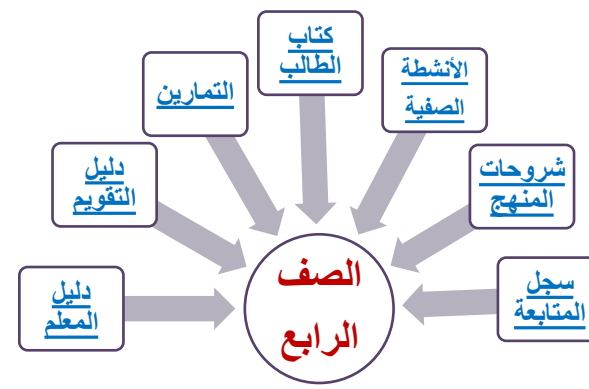 كتاب
الطالب
الأنشطة
الصفية
التمارين
شروحات
المنهج
دليل
التقويم
سجل
المتابعة
دليل
المعلم
الصف
الرابع